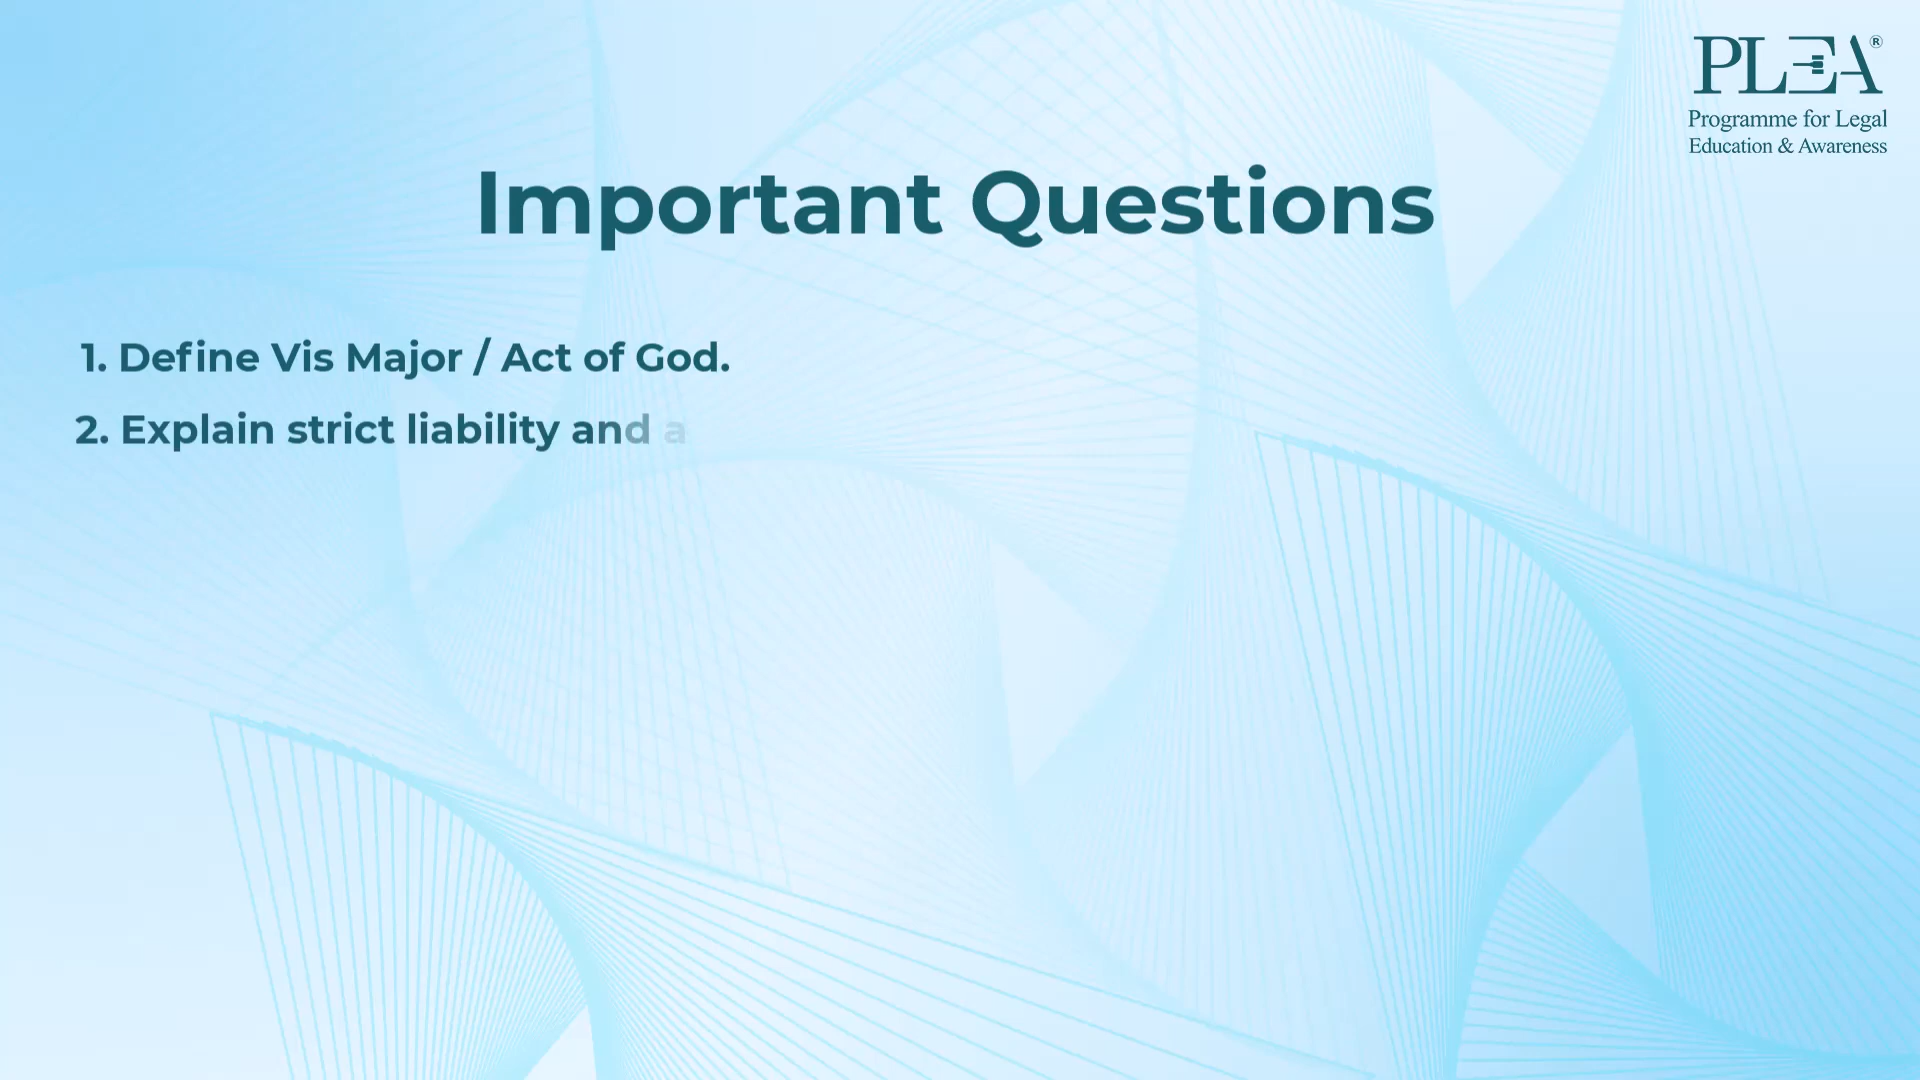 PLEA®
Programme for Legal
Education & Awareness
Important Questions
1. Define Vis Major / Act of God.
2. Explain strict liability and a